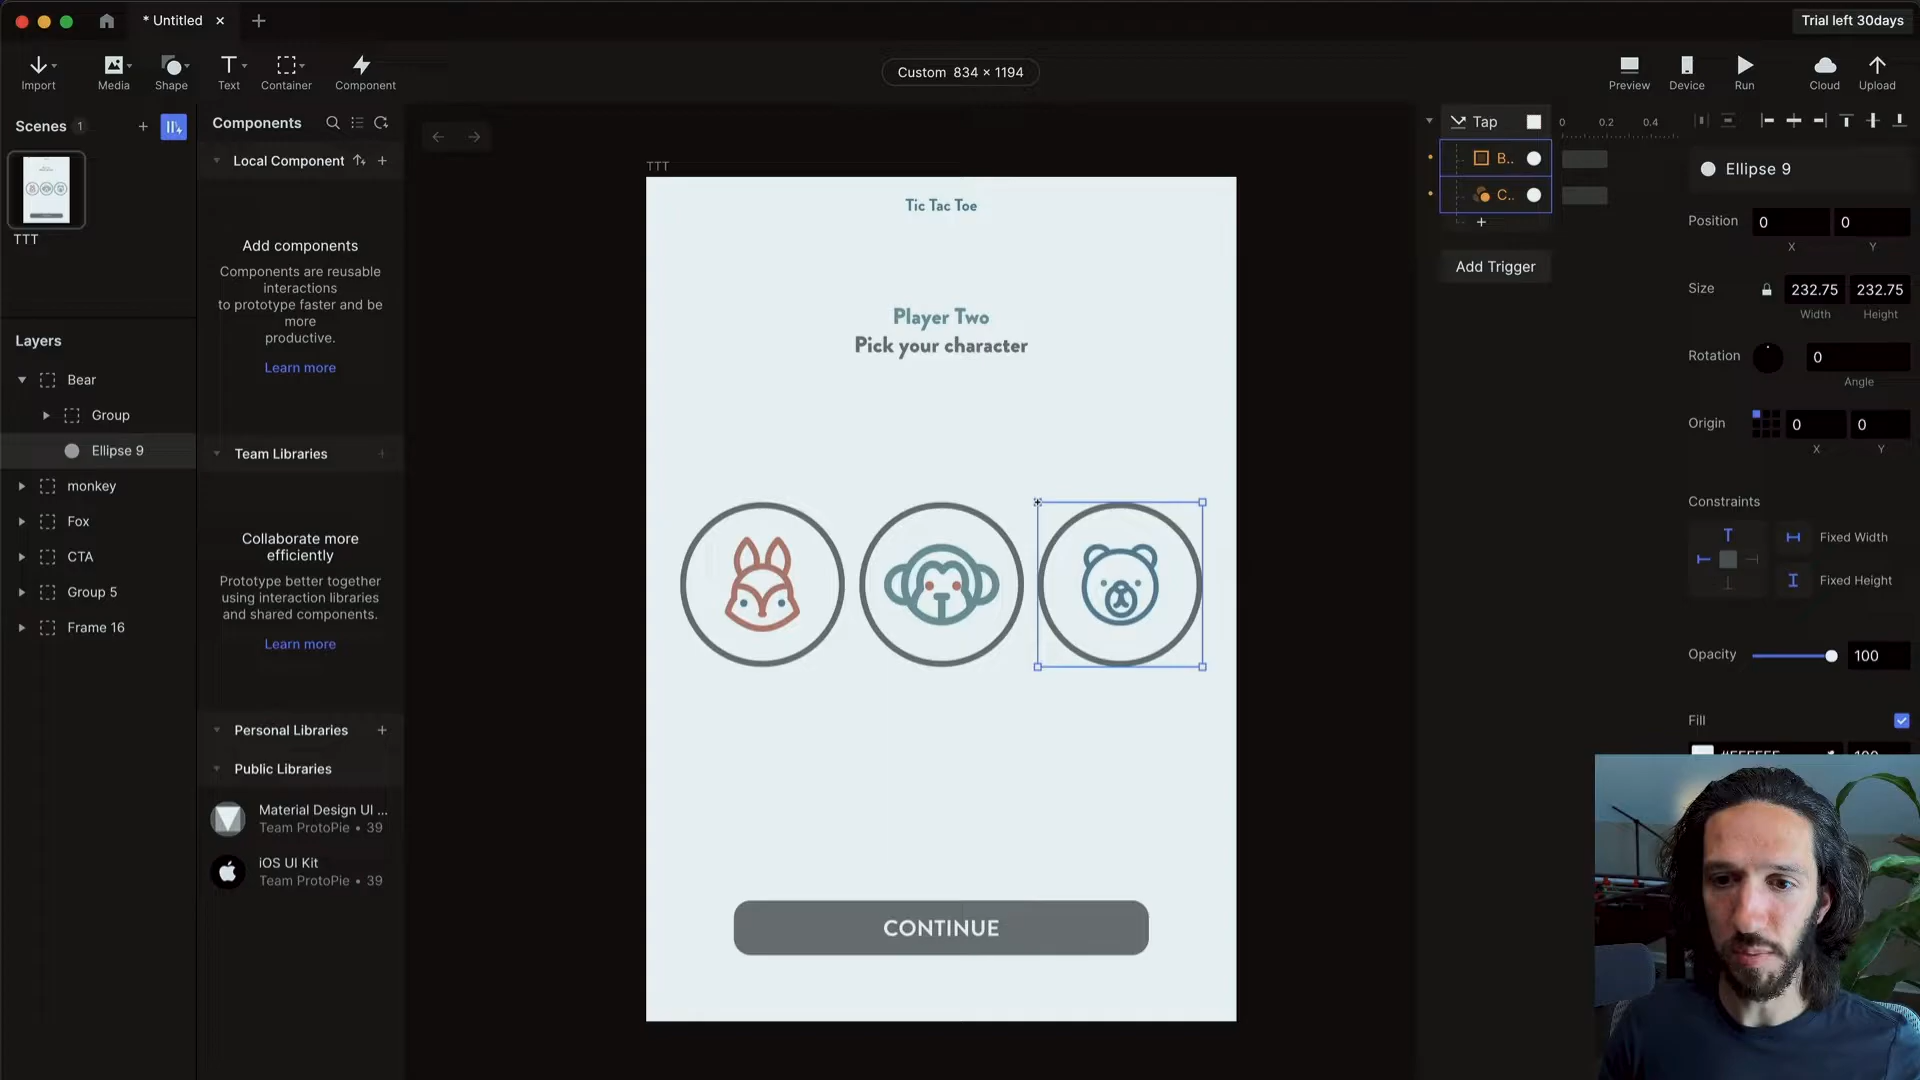 * Untitled
Trial left 30days
Import
Media
Shape
Text
Container
Component
Custom 834 × 1194
Preview
Device
Run
Cloud
Upload
Scenes 1
TTT
Components
Local Component
Add components
Components are reusable
interactions
to prototype faster and be
more
productive.
Learn more
Team Libraries
Collaborate more
efficiently
Prototype better together
using interaction libraries
and shared components.
Learn more
Personal Libraries
Public Libraries
Material Design UI ...
Team ProtoPie • 39
iOS UI Kit
Team ProtoPie • 39
Layers
Bear
Group
Ellipse 9
monkey
Fox
CTA
Group 5
Frame 16
TTT
Tic Tac Toe
Player Two
Pick your character
CONTINUE
Tap
0 0.2 0.4
B..
C..
Add Trigger
Ellipse 9
Position 0 0
X Y
Size 232.75 232.75
Width Height
Rotation 0
Angle
Origin 0 0
X Y
Constraints
Fixed Width
Fixed Height
Opacity 100
Fill